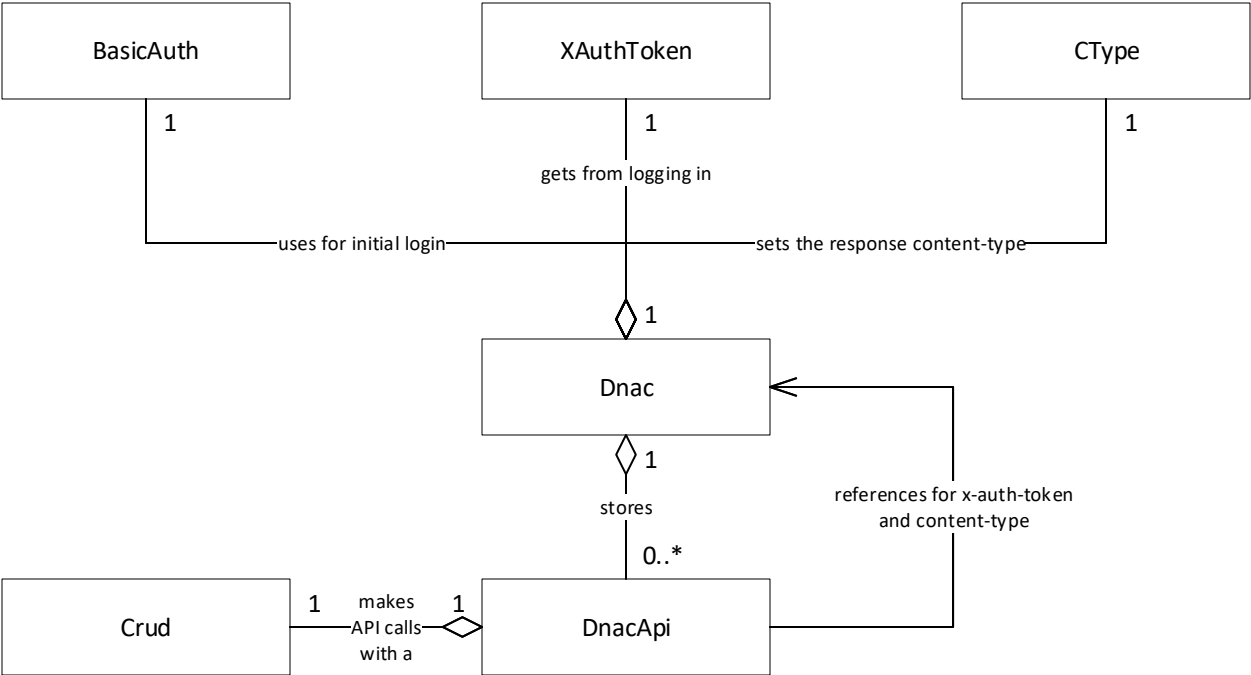 BasicAuth
XAuthToken
CType
1
1
1
gets from logging in
uses for initial login
sets the response content-type
1
Dnac
1
references for x-auth-token
and content-type
stores
0..*
Crud
1
makes
API calls
with a
1
DnacApi